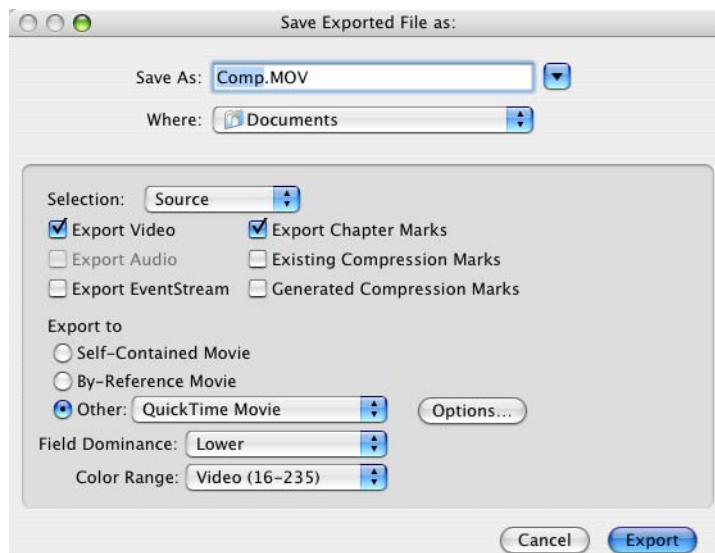 Save Exported File as:
Save As: Comp.MOV
Where: Documents
Selection: Source
Export Video Export Chapter Marks
Export Audio Existing Compression Marks
Export EventStream Generated Compression Marks
Export to
Self-Contained Movie
By-Reference Movie
Other: QuickTime Movie Options...
Field Dominance: Lower
Color Range: Video (16-235)
Cancel Export